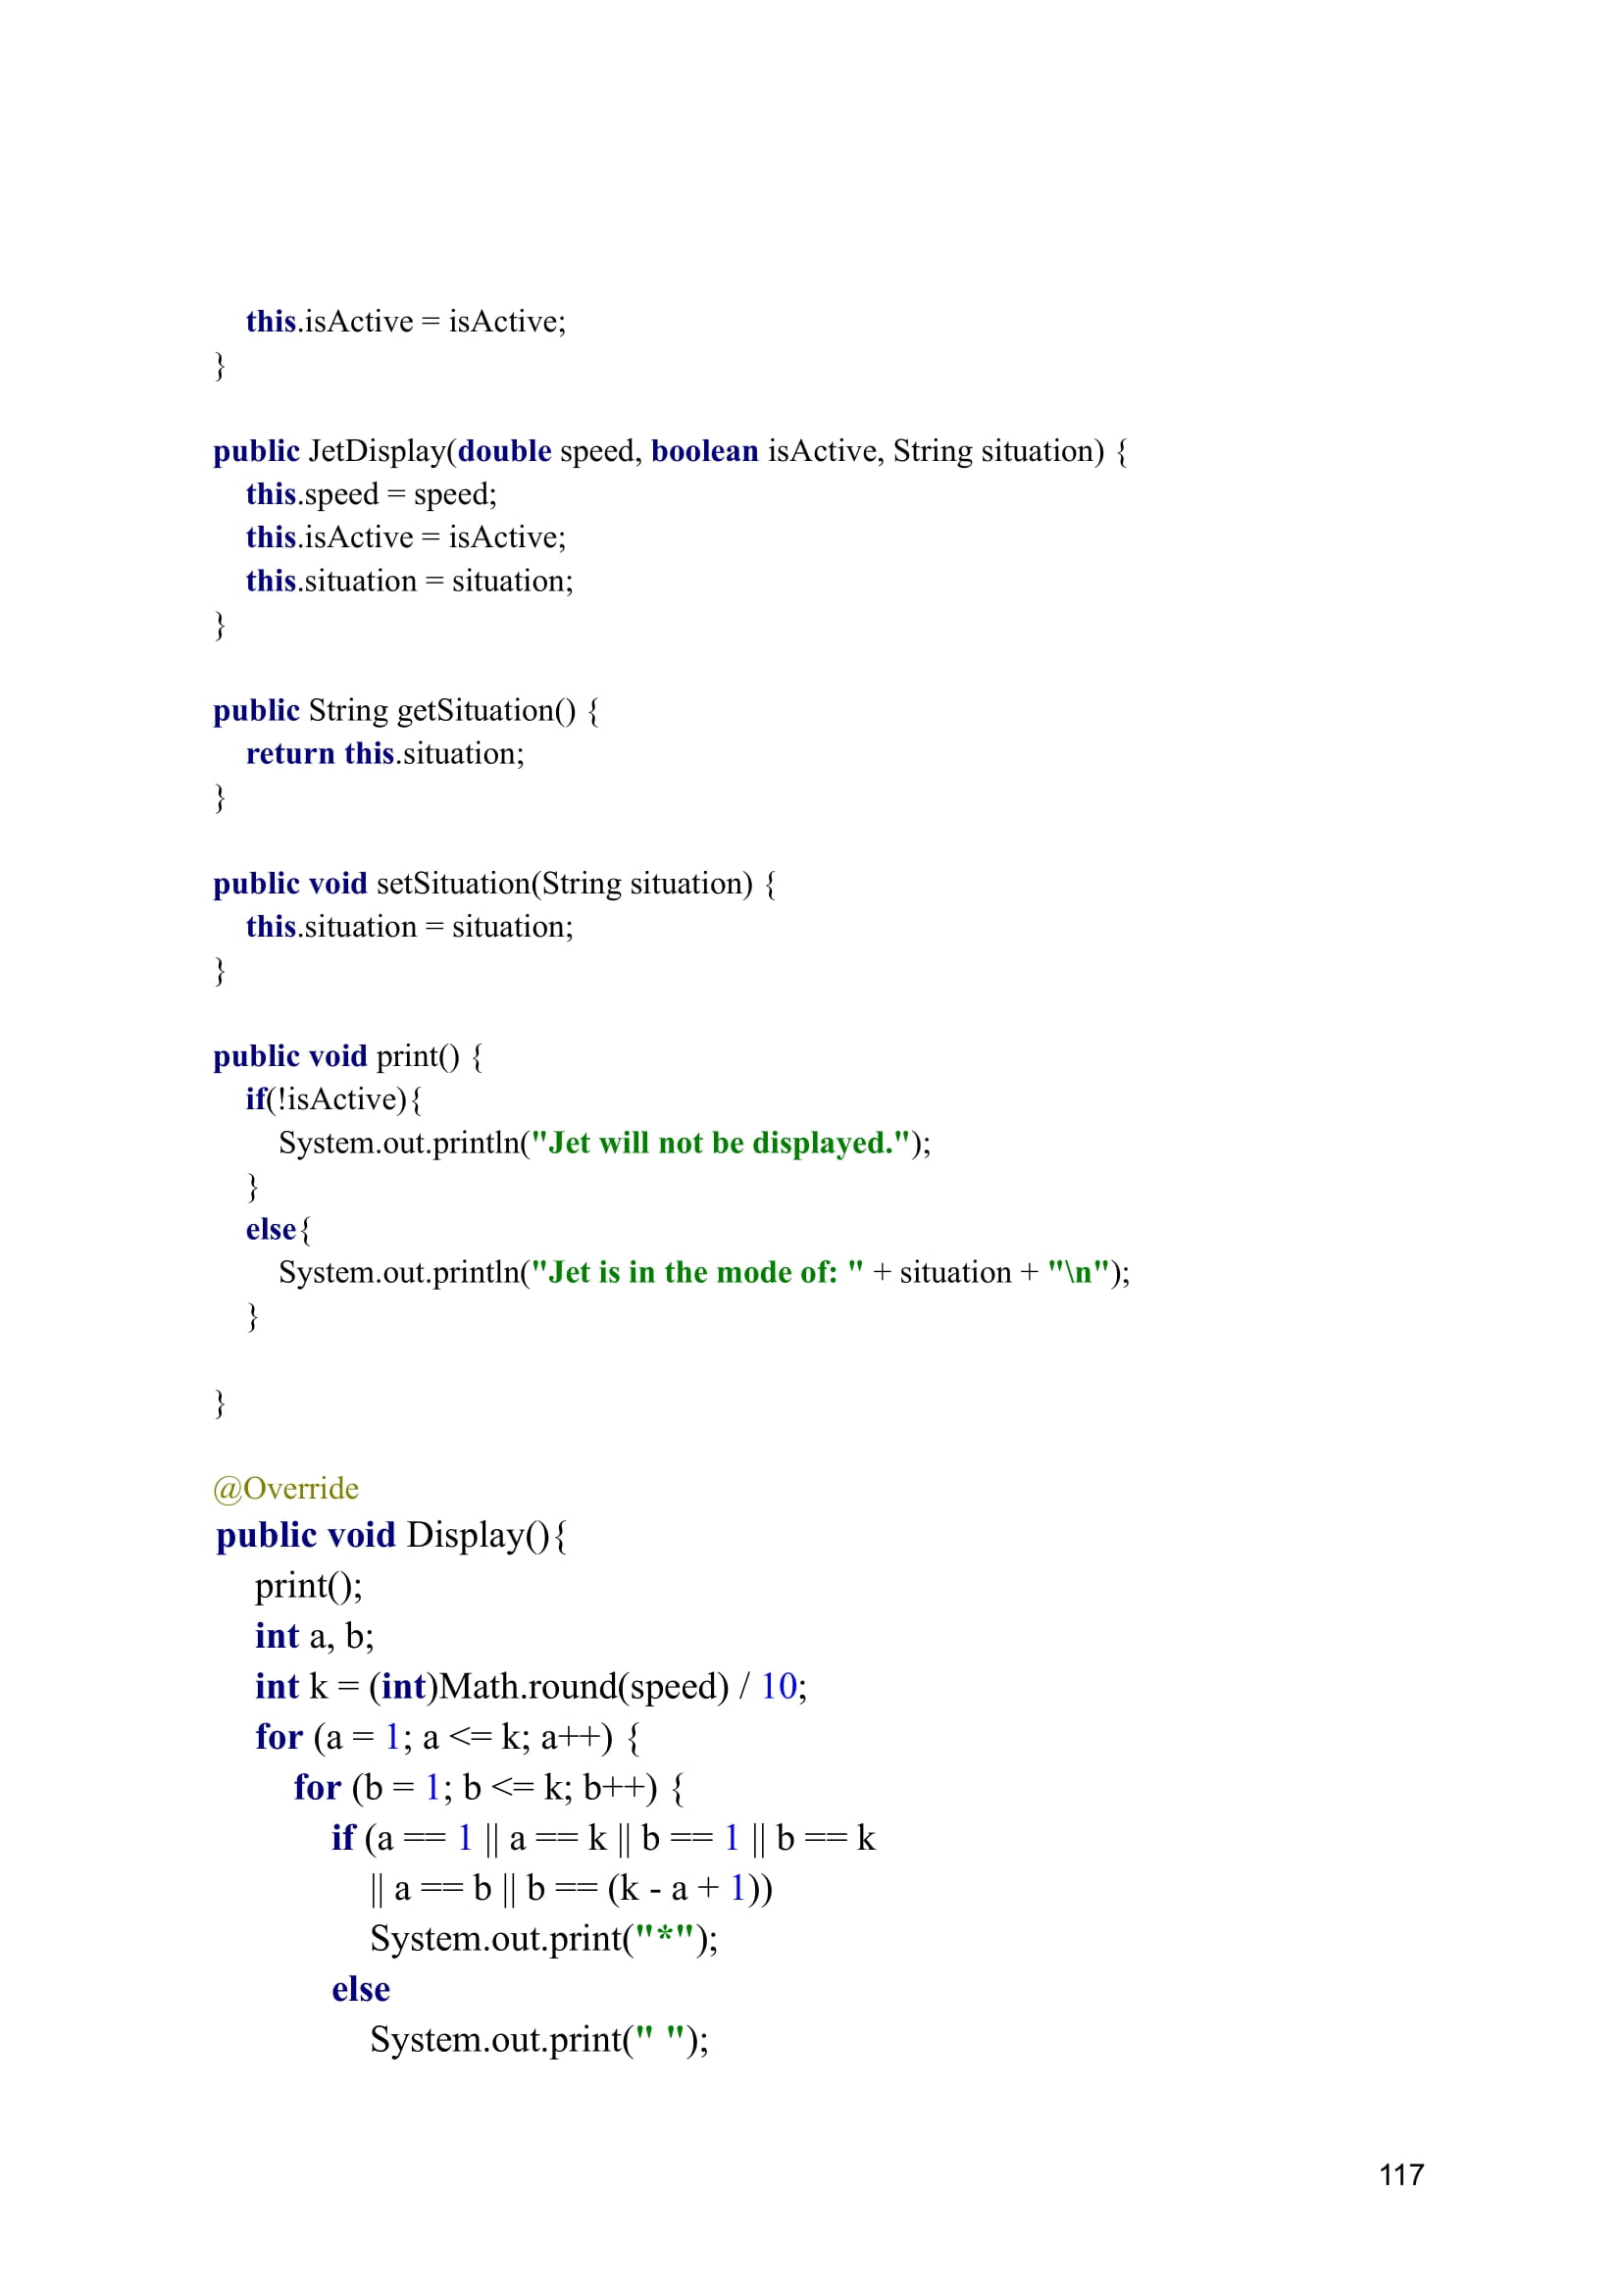 this.isActive = isActive;
}
public JetDisplay(double speed, boolean isActive, String situation) {
this.speed = speed;
this.isActive = isActive;
this.situation = situation;
}
public String getSituation() {
return this.situation;
}
public void setSituation(String situation) {
this.situation = situation;
}
public void print() {
if(!isActive){
System.out.println("Jet will not be displayed.");
}
else{
System.out.println("Jet is in the mode of: " + situation + "\n");
}
}
@Override
public void Display(){
print();
int a, b;
int k = (int)Math.round(speed) / 10;
for (a = 1; a <= k; a++) {
for (b = 1; b <= k; b++) {
if (a == 1 || a == k || b == 1 || b == k
|| a == b || b == (k - a + 1))
System.out.print("*");
else
System.out.print(" ");
117